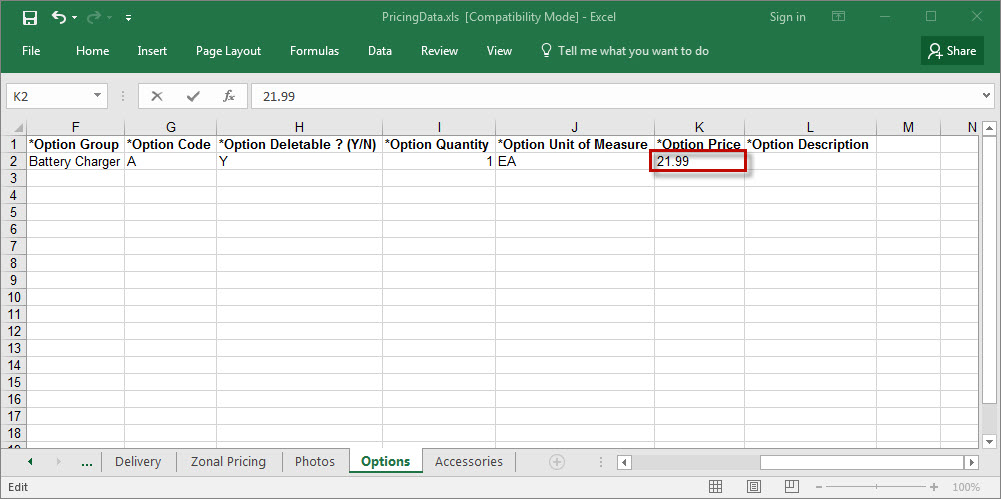 PricingData.xls [Compatibility Mode] - Excel Sign in
File Home Insert Page Layout Formulas Data Review View Tell me what you want to do Share
K2 fx 21.99
F G H I J K L M N
1 *Option Group *Option Code *Option Deletable ? (Y/N) *Option Quantity *Option Unit of Measure *Option Price *Option Description
2 Battery Charger A Y 1 EA 21.99
3
4
5
6
7
8
9
10
11
12
13
14
15
16
17
18
... Delivery Zonal Pricing Photos Options Accessories
Edit 100%